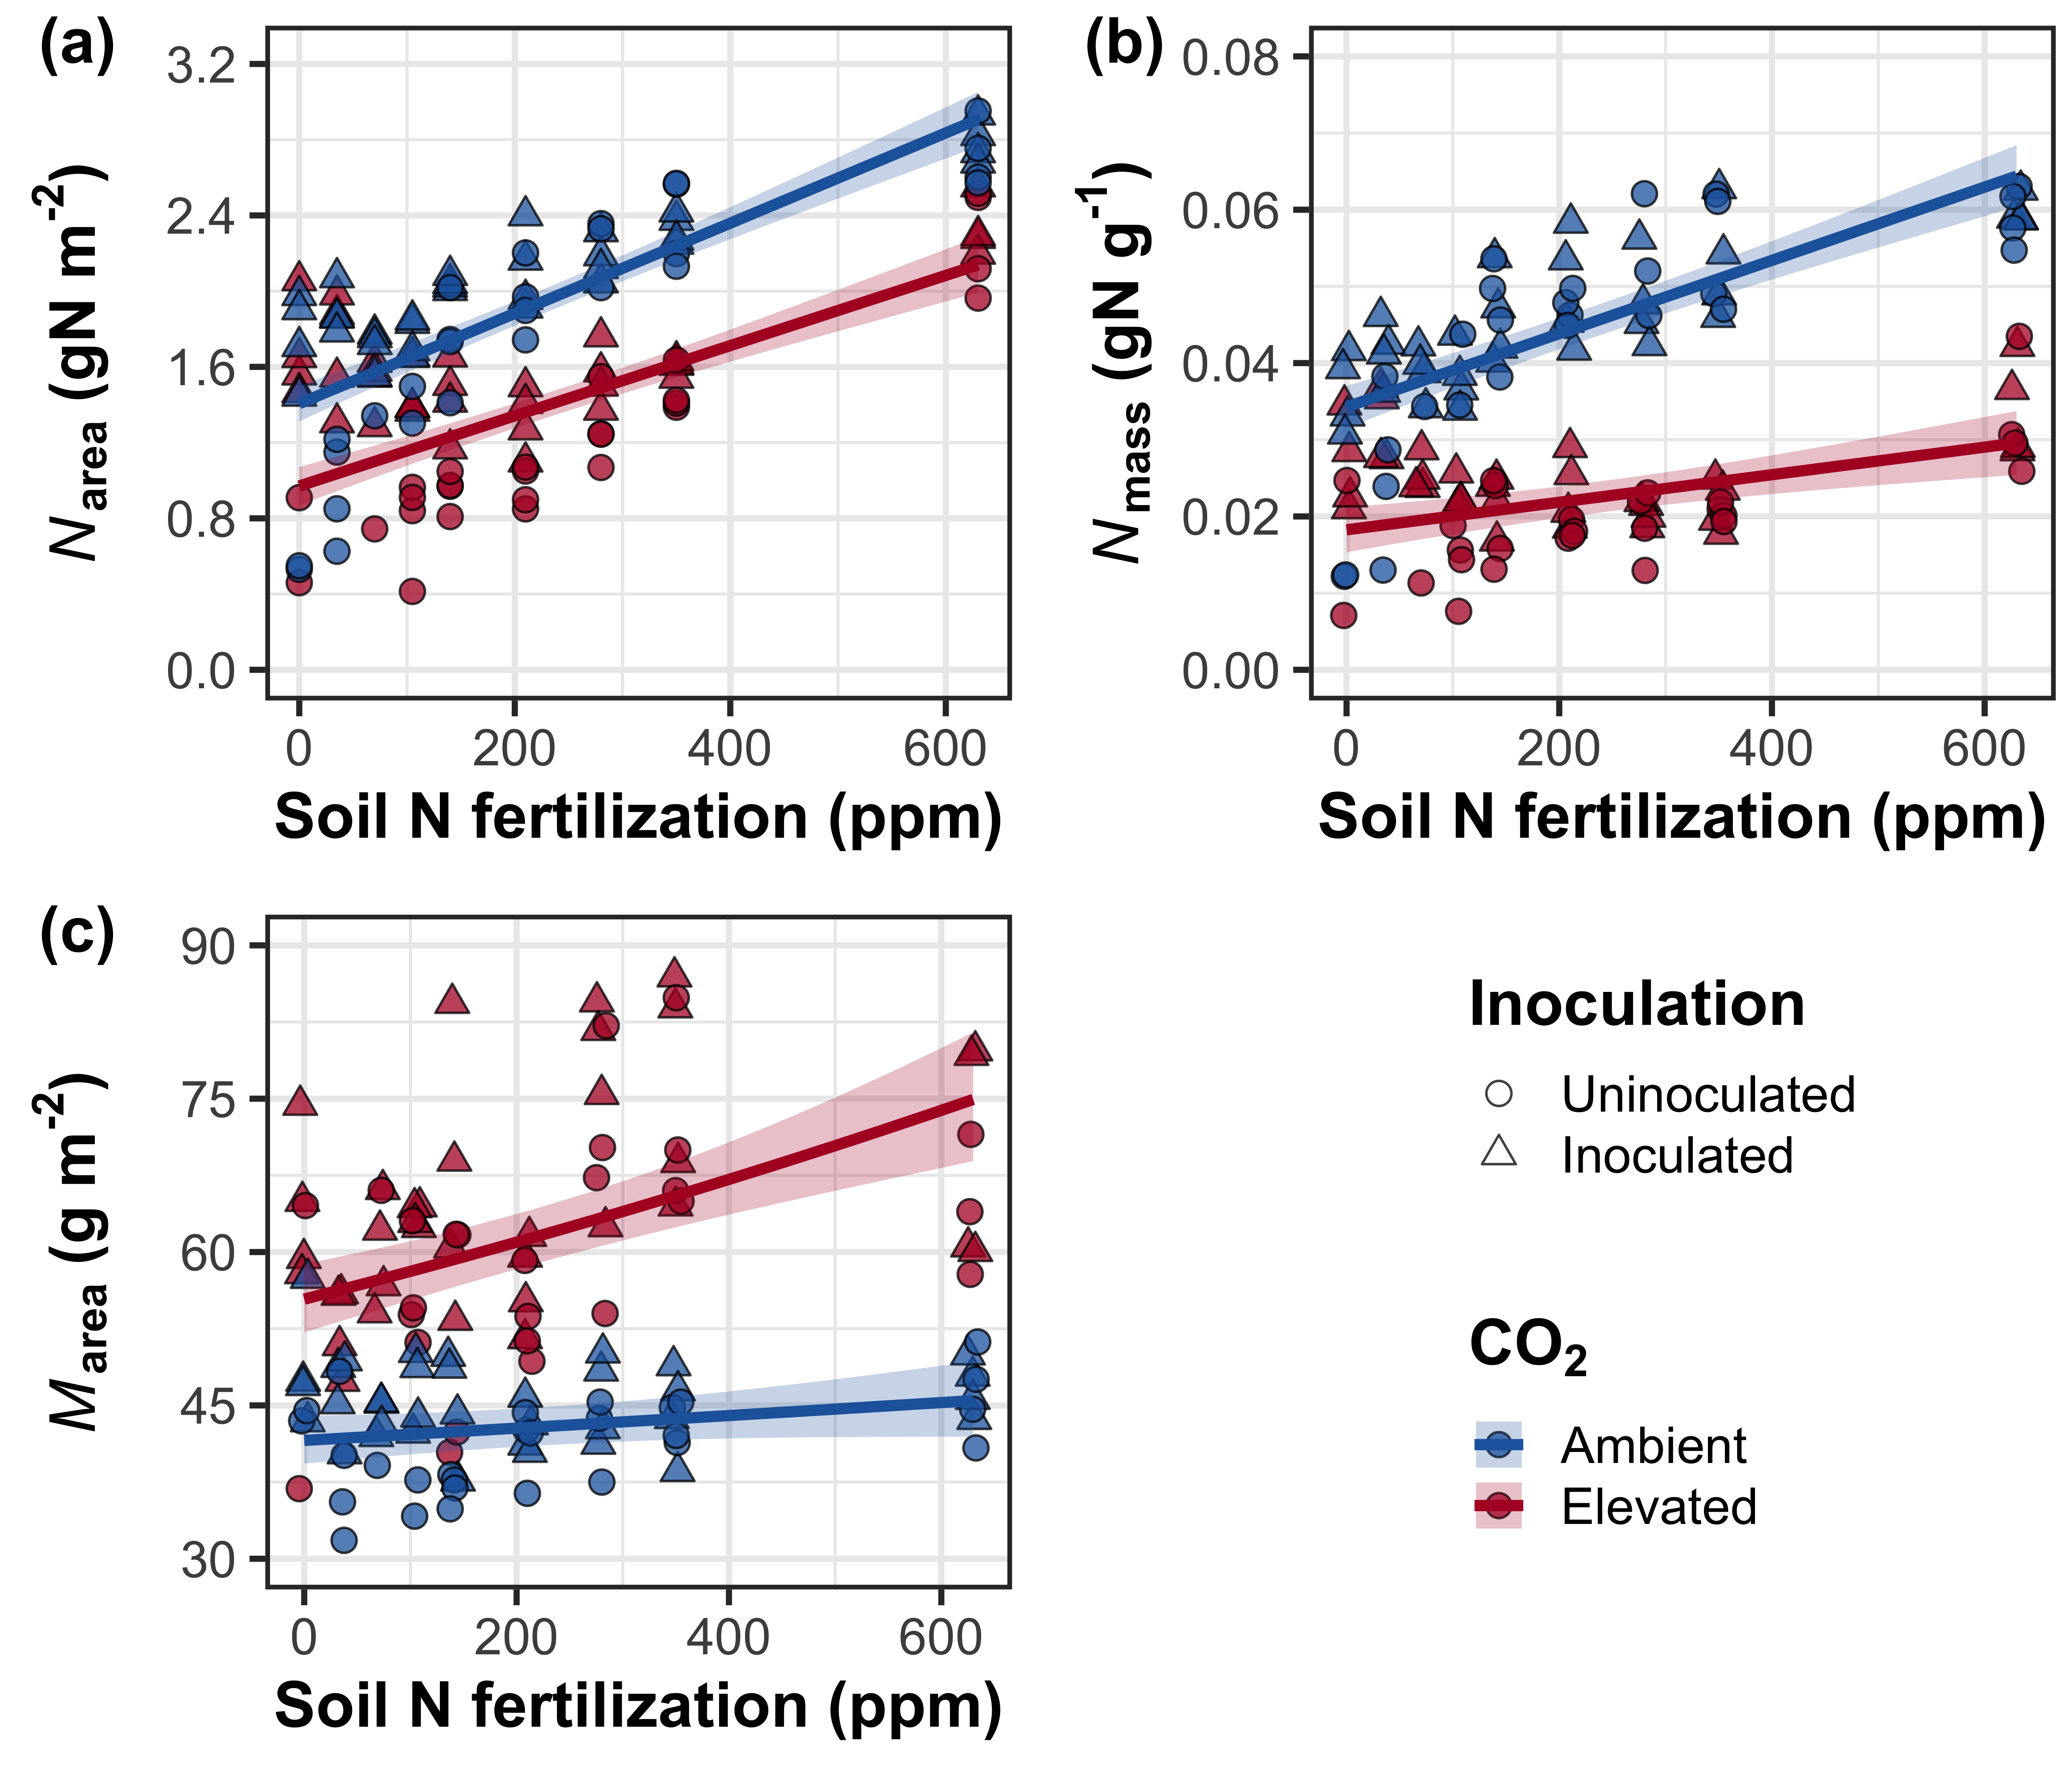 (a)
3.2
2.4
1.6
0.8
0.0
Narea (gN m-2)
0 200 400 600
Soil N fertilization (ppm)
(b)
0.08
0.06
0.04
0.02
0.00
Nmass (gN g-1)
0 200 400 600
Soil N fertilization (ppm)
(c)
90
75
60
45
30
Marea (g m-2)
0 200 400 600
Soil N fertilization (ppm)
Inoculation
Uninoculated
Inoculated
CO2
Ambient
Elevated